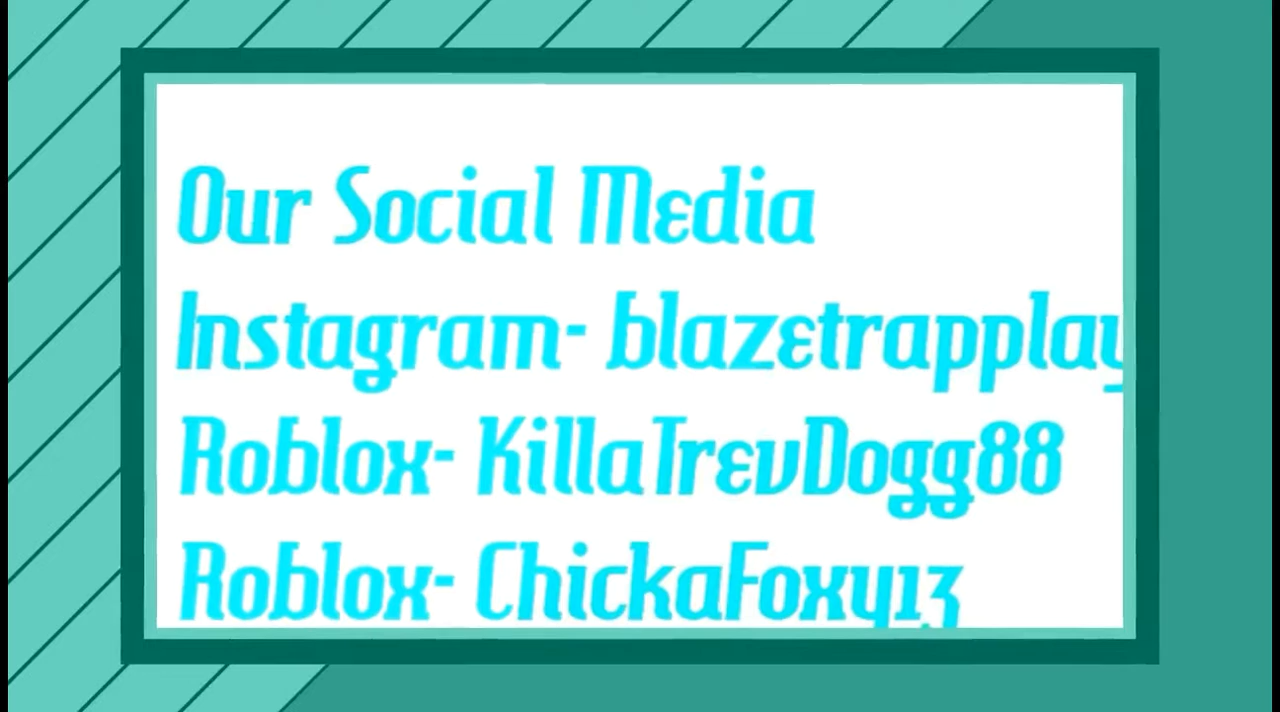 Our Social Media
Instagram- blazetrapplay
Roblox- KillaTrevDogg88
Roblox- ChickaFoxy13